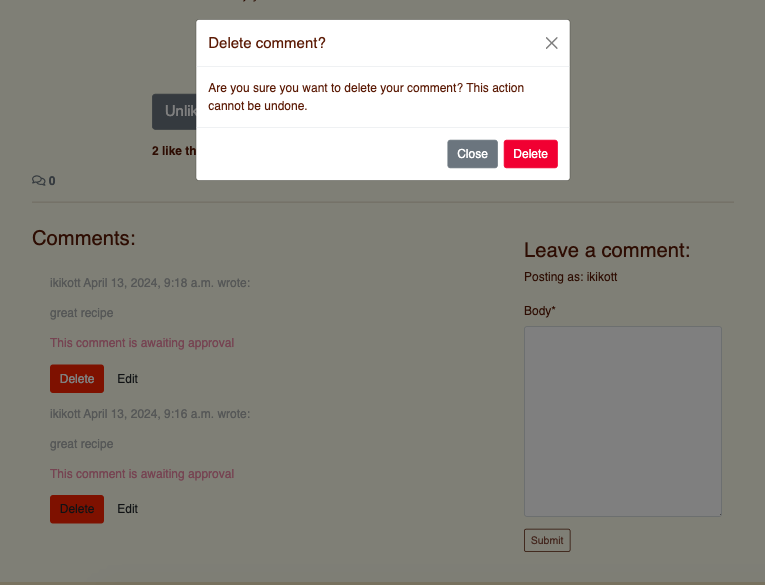 Delete comment?
Are you sure you want to delete your comment? This action
cannot be undone.
Close Delete
Unlik
2 like th
0
Comments:
ikikott April 13, 2024, 9:18 a.m. wrote:
great recipe
This comment is awaiting approval
Delete Edit
ikikott April 13, 2024, 9:16 a.m. wrote:
great recipe
This comment is awaiting approval
Delete Edit
Leave a comment:
Posting as: ikikott
Body*
Submit